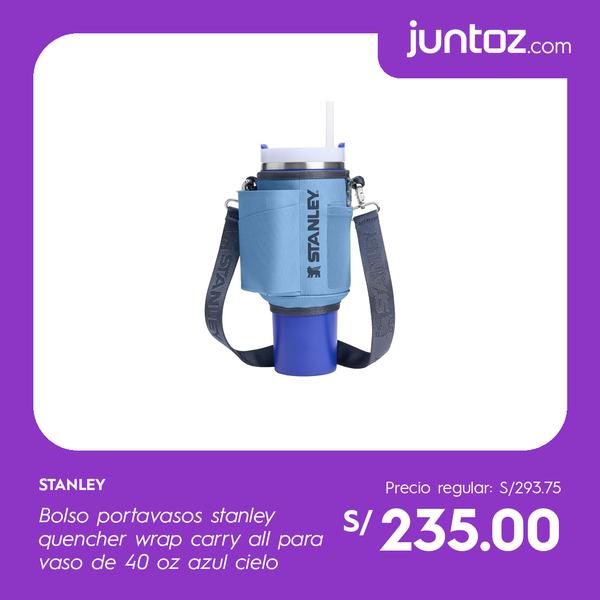 juntoz.com
STANLEY
STANLEY
STANLEY
Precio regular: S/293.75
Bolso portavasos stanley
quencher wrap carry all para
vaso de 40 oz azul cielo
S/ 235.00